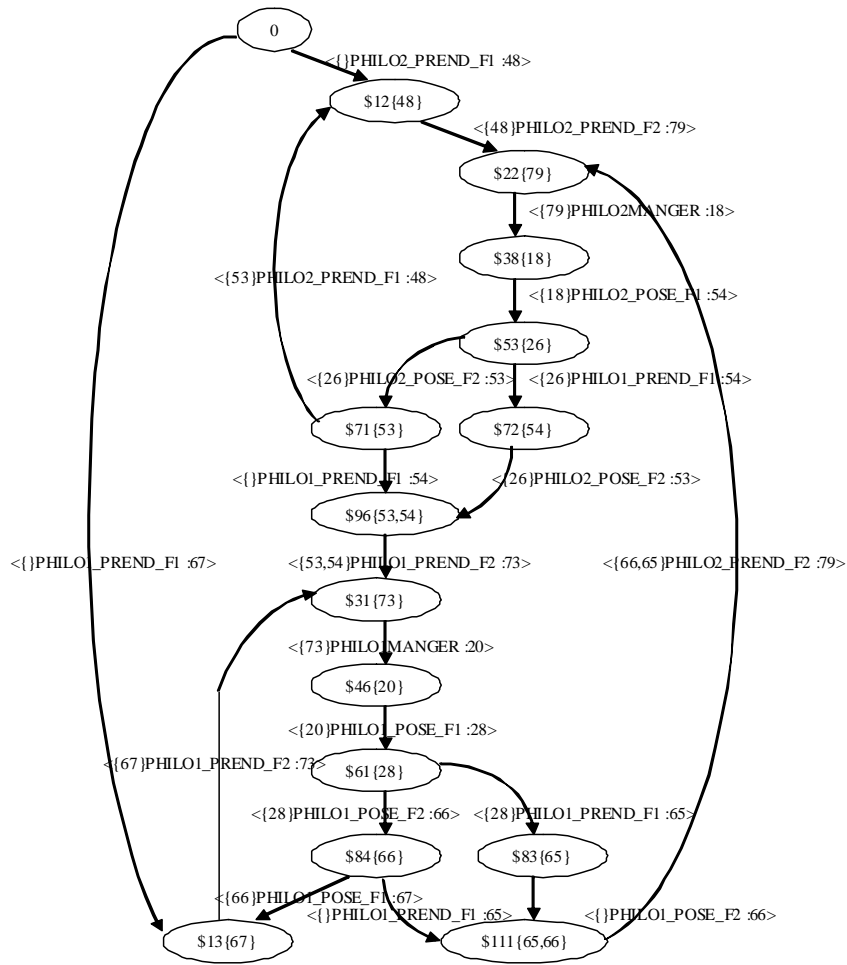 0
<{}PHILO2_PREND_F1 :48>
$12{48}
<{48}PHILO2_PREND_F2 :79>
$22{79}
<{79}PHILO2MANGER :18>
$38{18}
<{53}PHILO2_PREND_F1 :48>
<{18}PHILO2_POSE_F1 :54>
$53{26}
<{26}PHILO2_POSE_F2 :53>
<{26}PHILO1_PREND_F1 :54>
$71{53}
$72{54}
<{}PHILO1_PREND_F1 :54>
<{26}PHILO2_POSE_F2 :53>
$96{53,54}
<{}PHILO1_PREND_F1 :67>
<{53,54}PHILO1_PREND_F2 :73>
<{66,65}PHILO2_PREND_F2 :79>
$31{73}
<{73}PHILO1MANGER :20>
$46{20}
<{20}PHILO1_POSE_F1 :28>
<{67}PHILO1_PREND_F2 :73>
$61{28}
<{28}PHILO1_POSE_F2 :66>
<{28}PHILO1_PREND_F1 :65>
$84{66}
$83{65}
<{66}PHILO1_POSE_F1 :67>
<{}PHILO1_PREND_F1 :65>
<{}PHILO1_POSE_F2 :66>
$13{67}
$111{65,66}